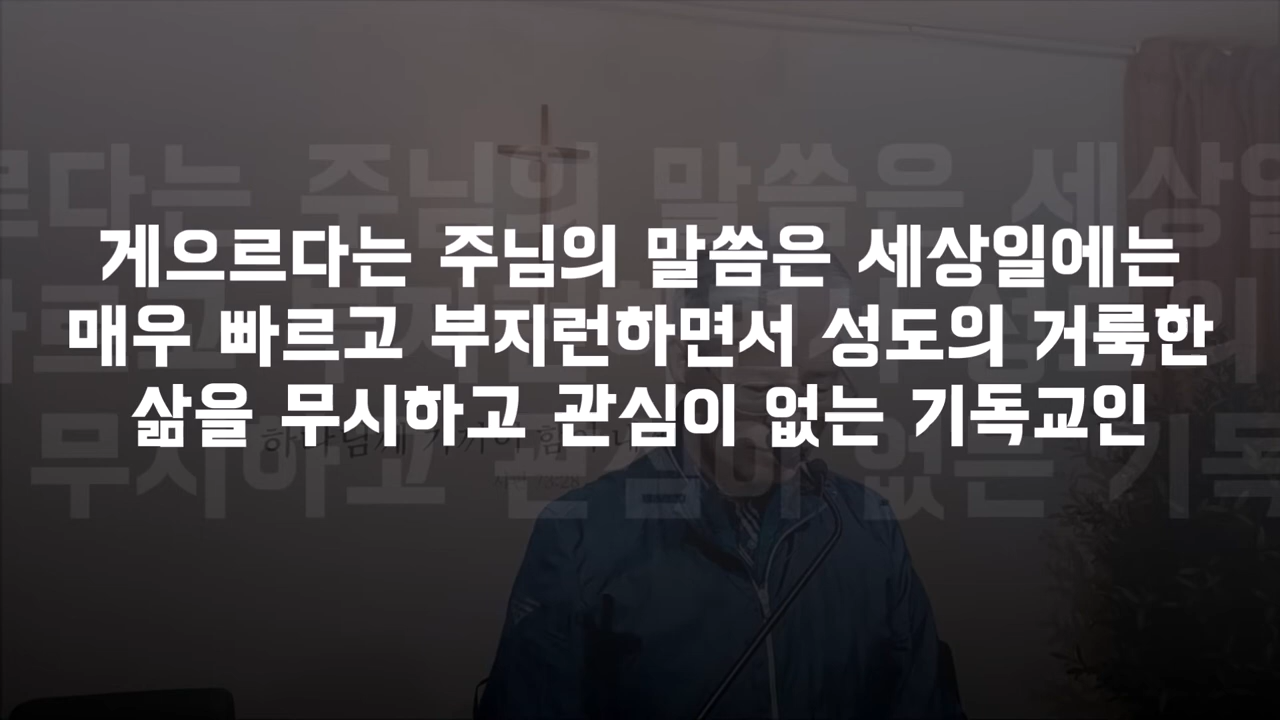 게으르다는 주님의 말씀은 세상일에는
매우 빠르고 부지런하면서 성도의 거룩한
삶을 무시하고 관심이 없는 기독교인